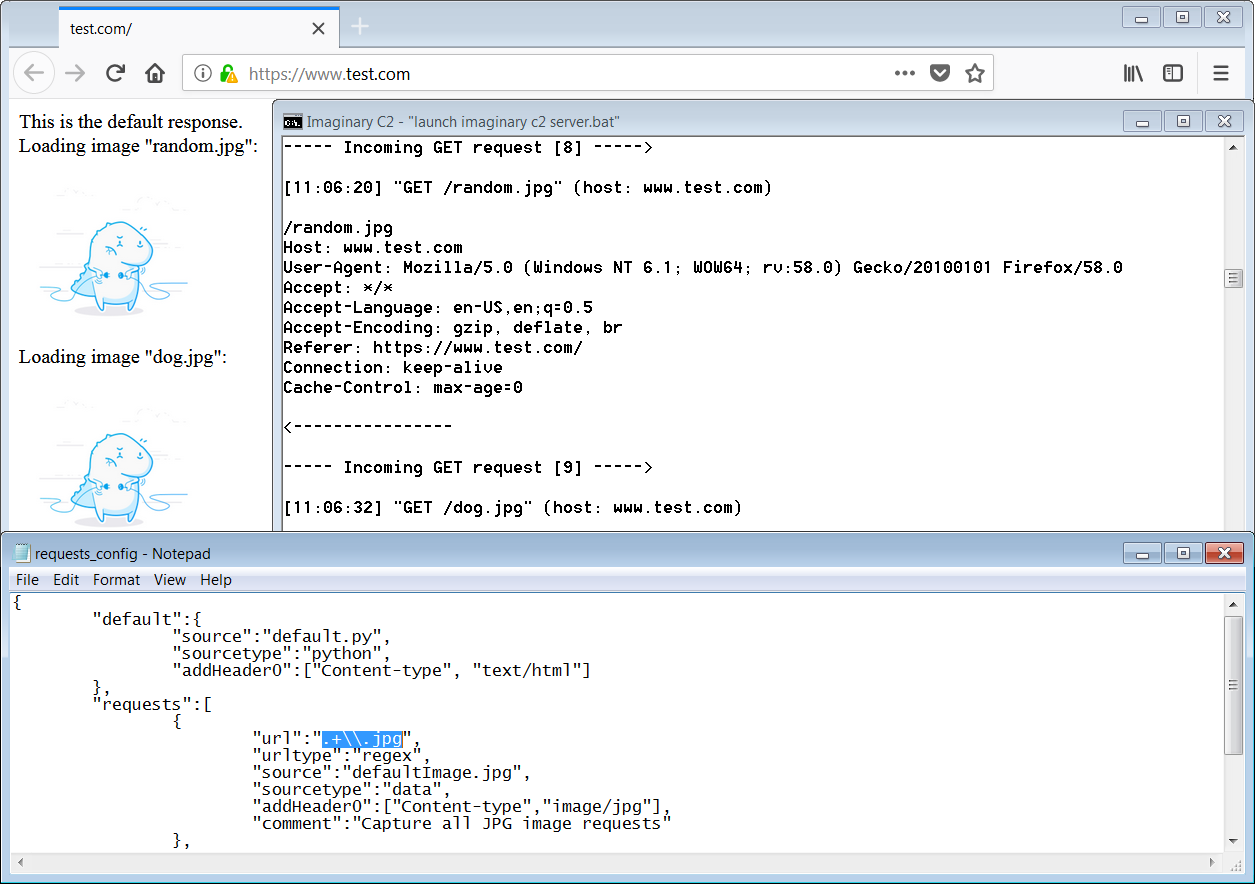 test.com/
https://www.test.com
This is the default response.
Loading image "random.jpg":
Loading image "dog.jpg":
Imaginary C2 - "launch imaginary c2 server.bat"
----- Incoming GET request [8] ----->
[11:06:20] "GET /random.jpg" (host: www.test.com)
/random.jpg
Host: www.test.com
User-Agent: Mozilla/5.0 (Windows NT 6.1; WOW64; rv:58.0) Gecko/20100101 Firefox/58.0
Accept: */*
Accept-Language: en-US,en;q=0.5
Accept-Encoding: gzip, deflate, br
Referer: https://www.test.com/
Connection: keep-alive
Cache-Control: max-age=0
<----------------
----- Incoming GET request [9] ----->
[11:06:32] "GET /dog.jpg" (host: www.test.com)
requests_config - Notepad
File Edit Format View Help
{
"default":{
"source":"default.py",
"sourcetype":"python",
"addHeader0":["Content-type", "text/html"]
},
"requests":[
{
"url":".+\\.jpg",
"urltype":"regex",
"source":"defaultImage.jpg",
"sourcetype":"data",
"addHeader0":["Content-type","image/jpg"],
"comment":"Capture all JPG image requests"
},